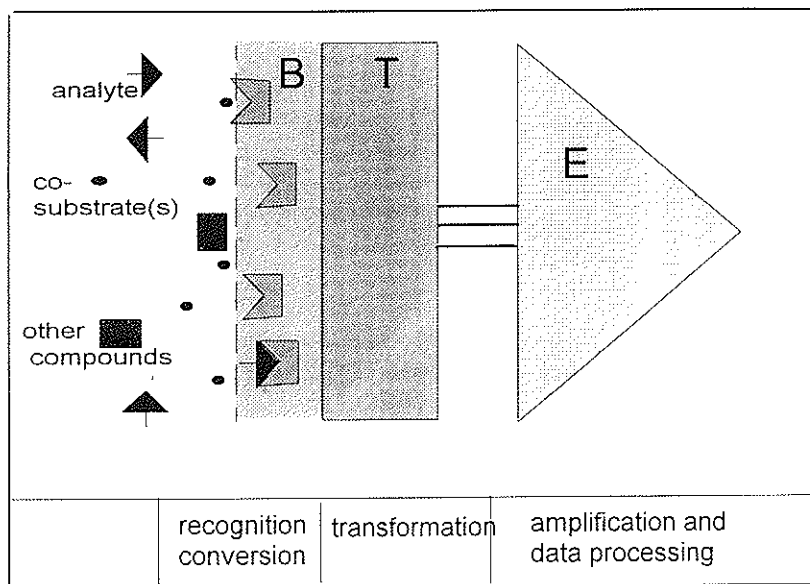 B
T
E
analyte
co-
substrate(s)
other
compounds
recognition
conversion
transformation
amplification and
data processing